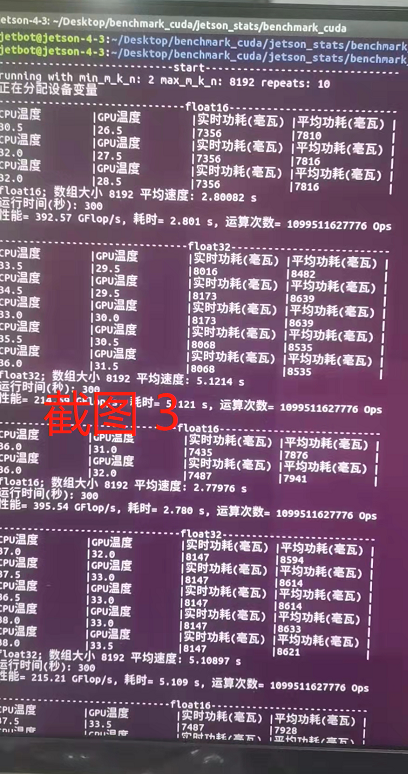 jetson-4-3: ~/Desktop/benchmark_cuda/jetson_stats/benchmark_cuda
jetbot@jetson-4-3:~/Desktop/benchmark_cuda/jetson_stats/benchmark
jetbot@jetson-4-3:~/Desktop/benchmark_cuda/jetson_stats/benchmark_
----------start----------
running with min_m_k_n: 2 max_m_k_n: 8192 repeats: 10
正在分配设备变量
----------float16----------
CPU温度 |GPU温度 |实时功耗(毫瓦) |平均功耗(毫瓦) |
30.5 |26.5 |7356 |7810
CPU温度 |GPU温度 |实时功耗(毫瓦) |平均功耗(毫瓦) |
32.0 |27.5 |7356 |7816
CPU温度 |GPU温度 |实时功耗(毫瓦) |平均功耗(毫瓦) |
32.0 |28.5 |7356 |7816
float16; 数组大小 8192 平均速度: 2.80082 s
运行时间(秒): 300
性能= 392.57 GFlop/s, 耗时= 2.801 s, 运算次数= 1099511627776 Ops
----------float32----------
CPU温度 |GPU温度 |实时功耗(毫瓦) |平均功耗(毫瓦) |
33.5 |29.5 |8016 |8482
CPU温度 |GPU温度 |实时功耗(毫瓦) |平均功耗(毫瓦) |
34.5 |29.5 |8173 |8639
CPU温度 |GPU温度 |实时功耗(毫瓦) |平均功耗(毫瓦) |
33.0 |30.0 |8173 |8639
CPU温度 |GPU温度 |实时功耗(毫瓦) |平均功耗(毫瓦) |
35.5 |30.5 |8068 |8535
CPU温度 |GPU温度 |实时功耗(毫瓦) |平均功耗(毫瓦) |
36.0 |31.5 |8068 |8535
float32; 数组大小 8192 平均速度: 5.1214 s
运行时间(秒): 300
性能= GFlop/s, 耗时= 5.121 s, 运算次数= 1099511627776 Ops
截图 3
----------float16----------
CPU温度 |GPU温度 |实时功耗(毫瓦) |平均功耗(毫瓦) |
36.0 |31.0 |7435 |7876
CPU温度 |GPU温度 |实时功耗(毫瓦) |平均功耗(毫瓦) |
36.0 |32.0 |7487 |7941
float16; 数组大小 8192 平均速度: 2.77976 s
运行时间(秒): 300
性能= 395.54 GFlop/s, 耗时= 2.780 s, 运算次数= 1099511627776 Ops
----------float32----------
CPU温度 |GPU温度 |实时功耗(毫瓦) |平均功耗(毫瓦) |
37.0 |32.0 |8147 |8594
CPU温度 |GPU温度 |实时功耗(毫瓦) |平均功耗(毫瓦) |
37.5 |33.0 |8147 |8614
CPU温度 |GPU温度 |实时功耗(毫瓦) |平均功耗(毫瓦) |
36.5 |33.0 |8147 |8614
CPU温度 |GPU温度 |实时功耗(毫瓦) |平均功耗(毫瓦) |
38.0 |33.0 |8147 |8633
CPU温度 |GPU温度 |实时功耗(毫瓦) |平均功耗(毫瓦) |
38.0 |33.5 |8147 |8621
float32; 数组大小 8192 平均速度: 5.10897 s
运行时间(秒): 300
性能= 215.21 GFlop/s, 耗时= 5.109 s, 运算次数= 1099511627776 Ops
----------float16----------
CPU温度 |GPU温度 |实时功耗(毫瓦) |平均功耗(毫瓦) |
37.5 |33.5 |7487 |7928